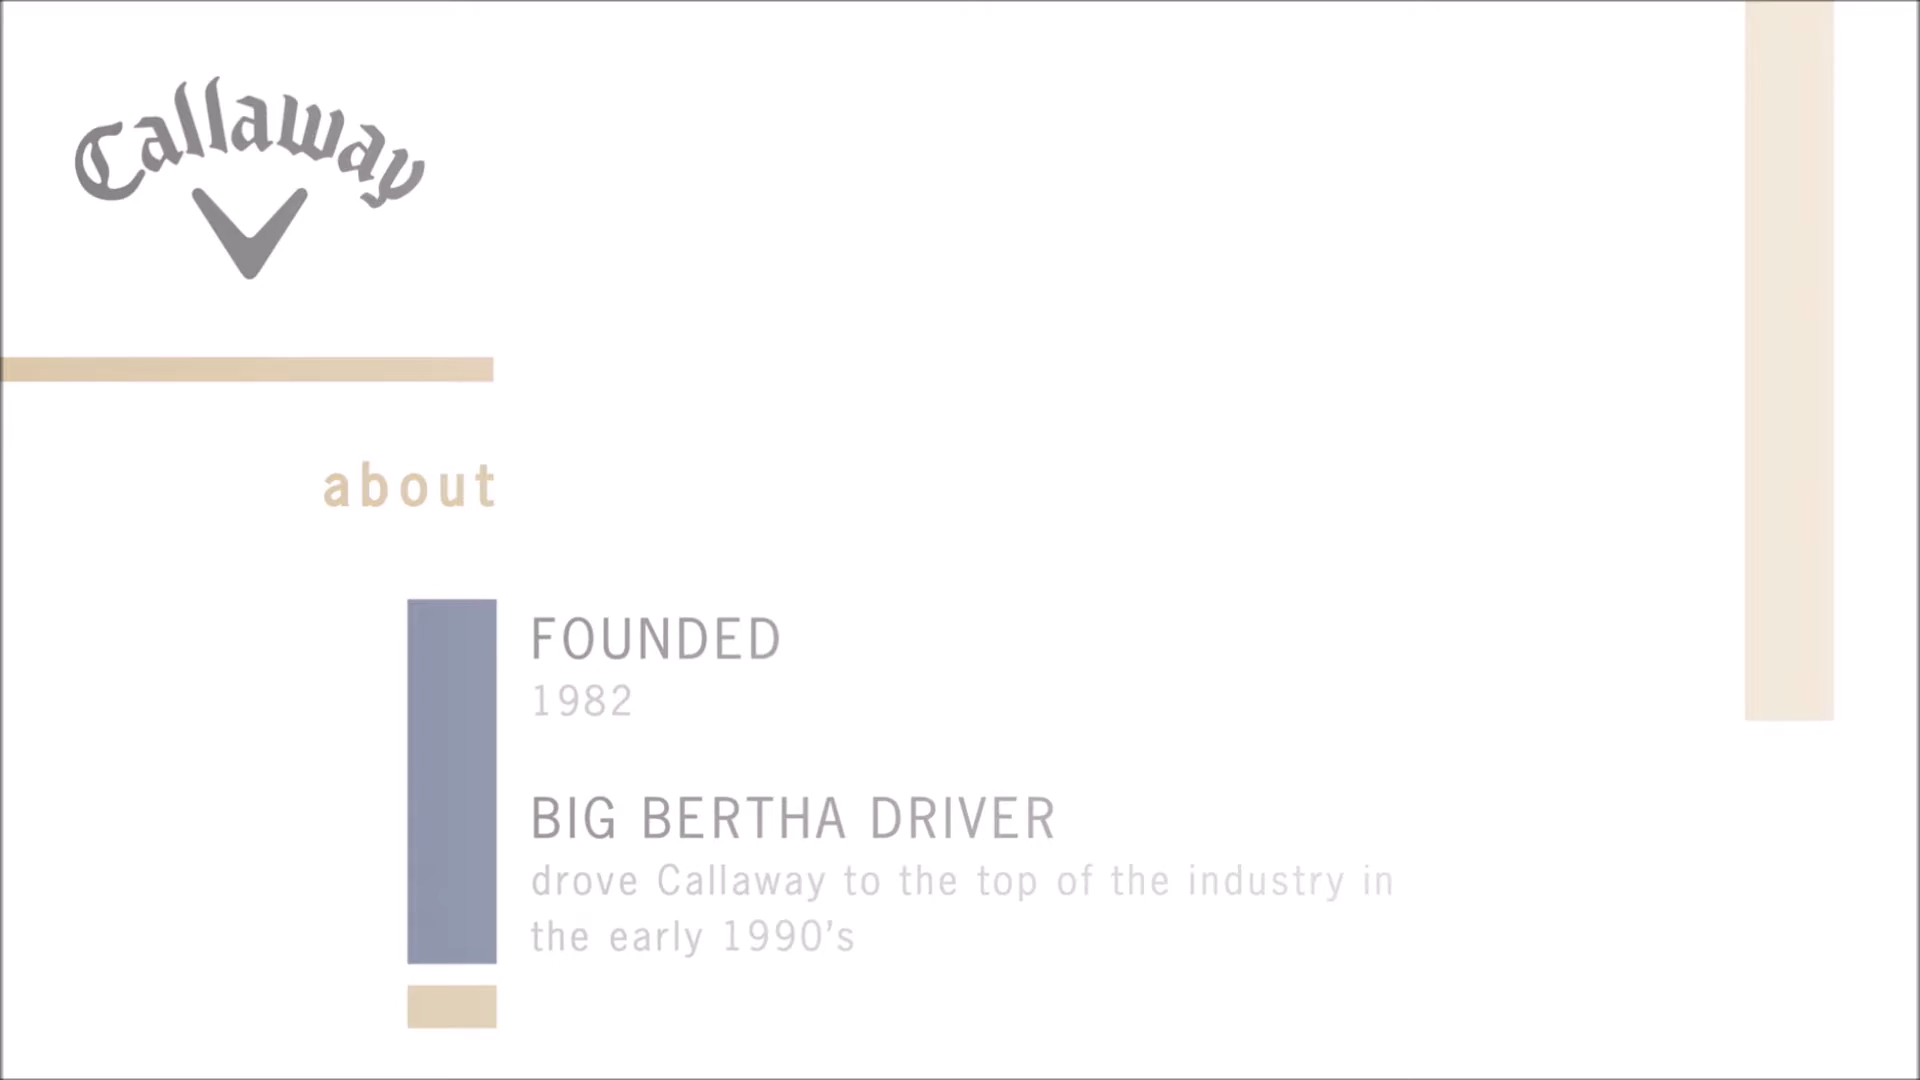 Callaway
about
FOUNDED
1982
BIG BERTHA DRIVER
drove Callaway to the top of the industry in
the early 1990’s